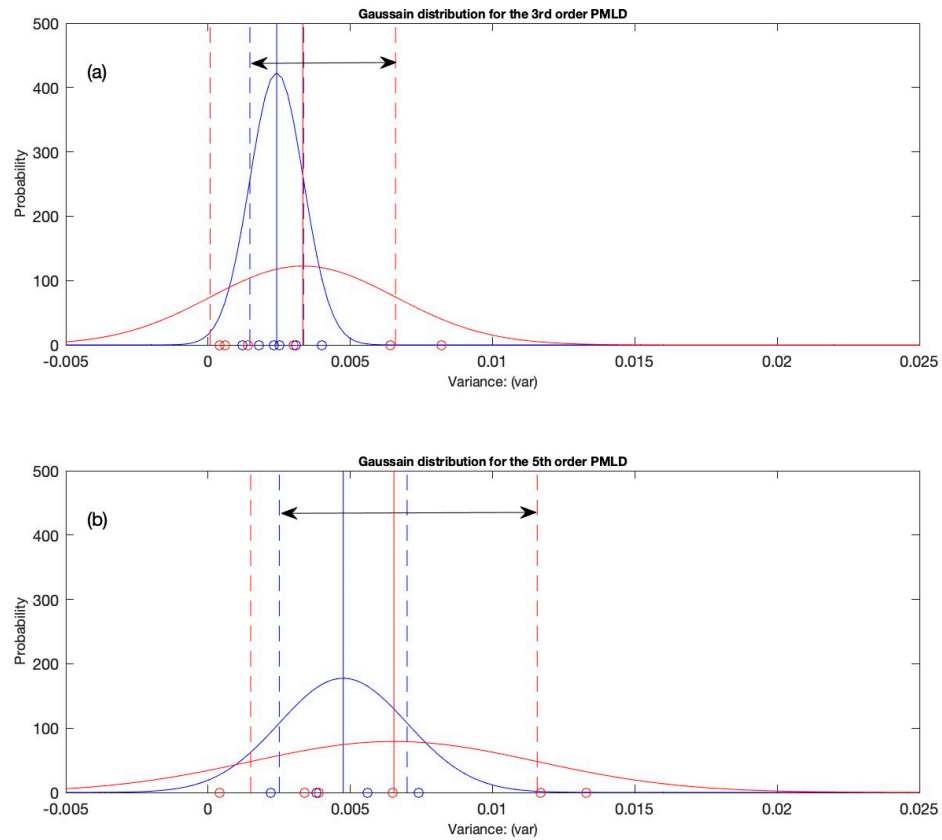 Gaussain distribution for the 3rd order PMLD
500
(a)
400
300
200
100
0
Probability
-0.005 0 0.005 0.01 0.015 0.02 0.025
Variance: (var)
Gaussain distribution for the 5th order PMLD
500
(b)
400
300
200
100
0
Probability
-0.005 0 0.005 0.01 0.015 0.02 0.025
Variance: (var)